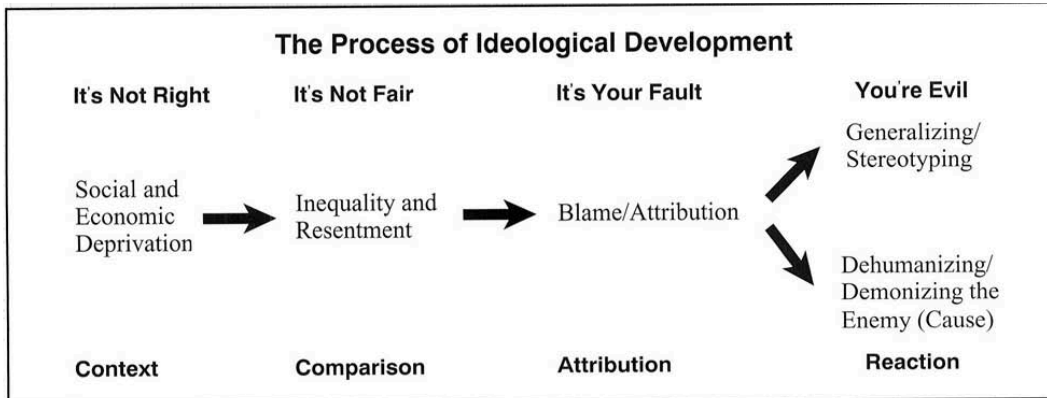 The Process of Ideological Development
It's Not Right
It's Not Fair
It's Your Fault
You're Evil
Social and
Economic
Deprivation
Inequality and
Resentment
Blame/Attribution
Generalizing/
Stereotyping
Dehumanizing/
Demonizing the
Enemy (Cause)
Context
Comparison
Attribution
Reaction